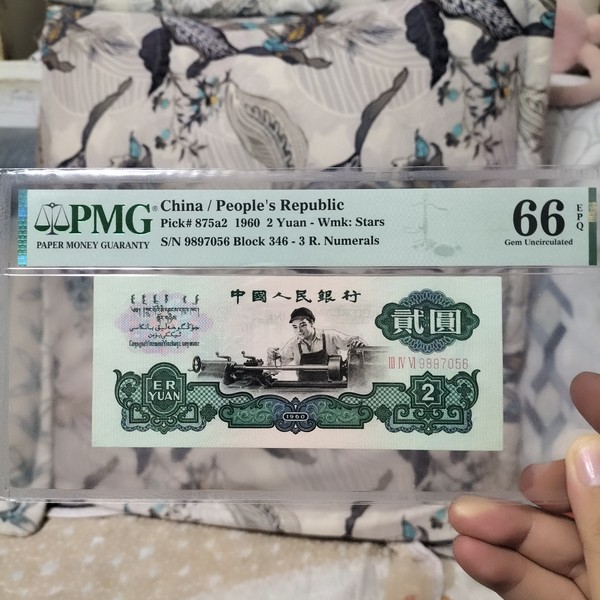 PMG
PAPER MONEY GUARANTY
China / People's Republic
Pick# 875a2 1960 2 Yuan - Wmk: Stars
S/N 9897056 Block 346 - 3 R. Numerals
66
EPQ
Gem Uncirculated
中國人民銀行
貳圓
III IV VI 9897056
ER
YUAN
1960
2